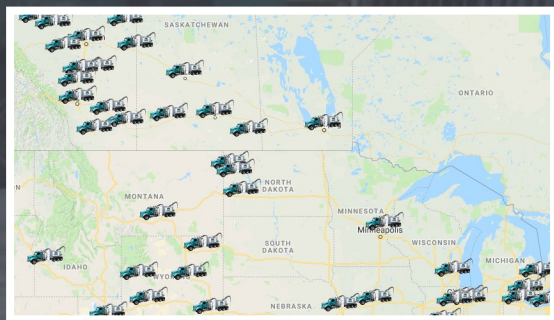 SASKATCHEWAN
ONTARIO
NORTH
DAKOTA
MONTANA
MINNESOTA
Minneapolis
WISCONSIN
SOUTH
DAKOTA
MICHIGAN
IDAHO
NEBRASKA